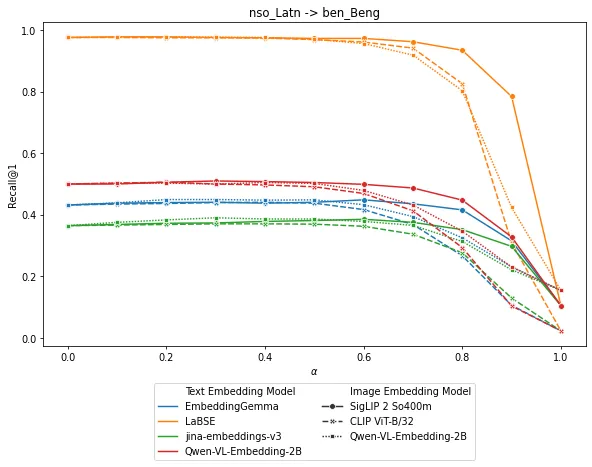 nso_Latn -> ben_Beng
1.0
0.8
0.6
0.4
0.2
0.0
Recall@1
0.0 0.2 0.4 0.6 0.8 1.0
α
Text Embedding Model
EmbeddingGemma
LaBSE
jina-embeddings-v3
Qwen-VL-Embedding-2B
Image Embedding Model
SigLIP 2 So400m
CLIP ViT-B/32
Qwen-VL-Embedding-2B